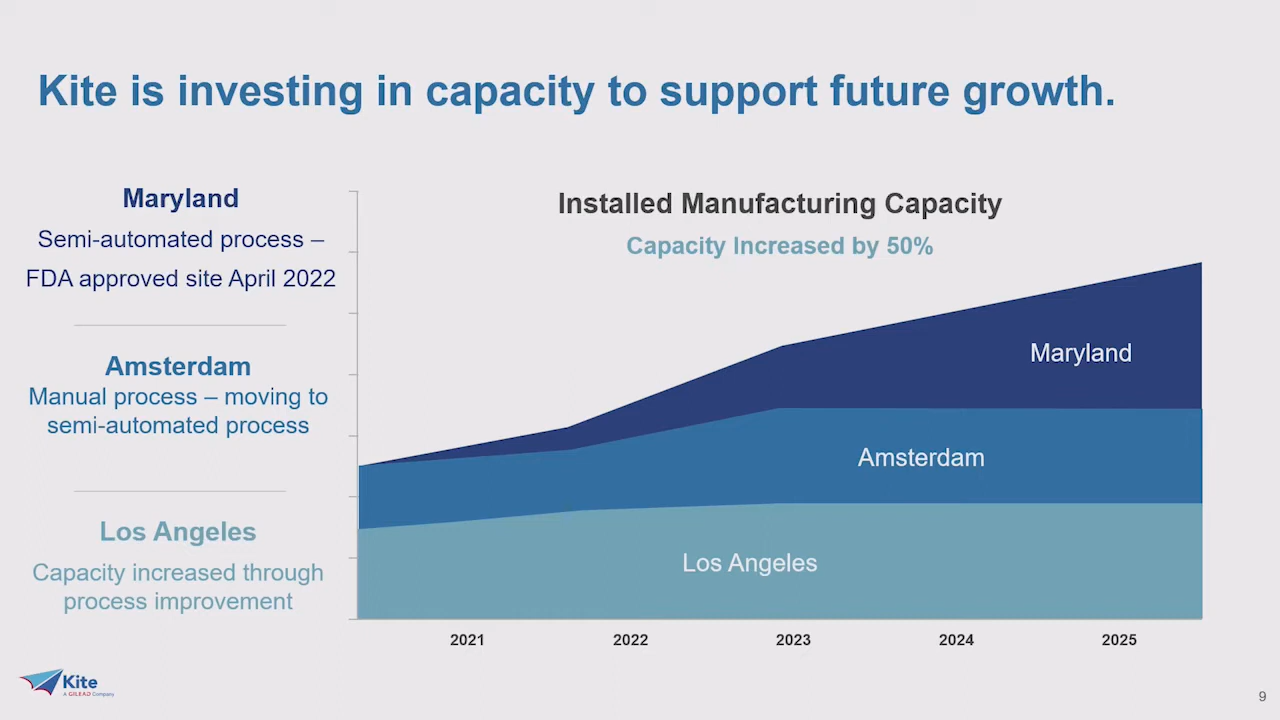 Kite is investing in capacity to support future growth.
Maryland
Semi-automated process –
FDA approved site April 2022
Amsterdam
Manual process – moving to
semi-automated process
Los Angeles
Capacity increased through
process improvement
Installed Manufacturing Capacity
Capacity Increased by 50%
Maryland
Amsterdam
Los Angeles
2021 2022 2023 2024 2025
Kite
A GILEAD Company
9